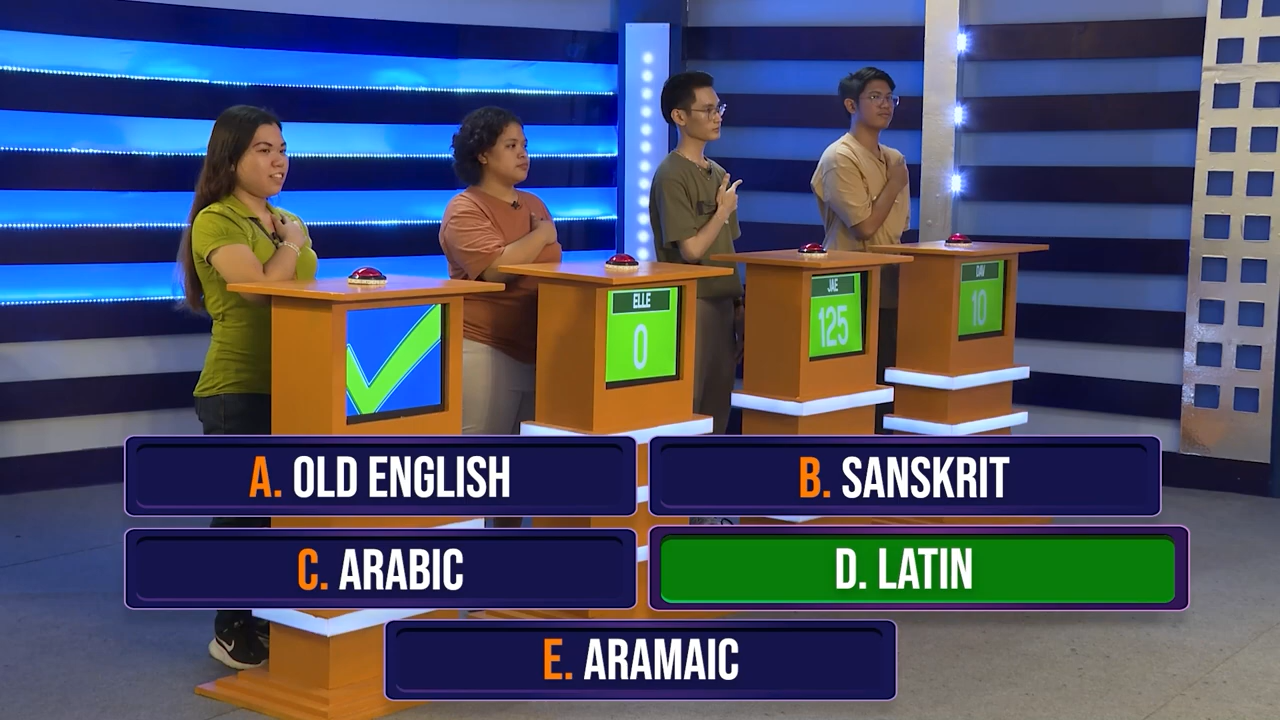 ELLE
0
JAE
125
DAV
10
A. OLD ENGLISH
B. SANSKRIT
C. ARABIC
D. LATIN
E. ARAMAIC